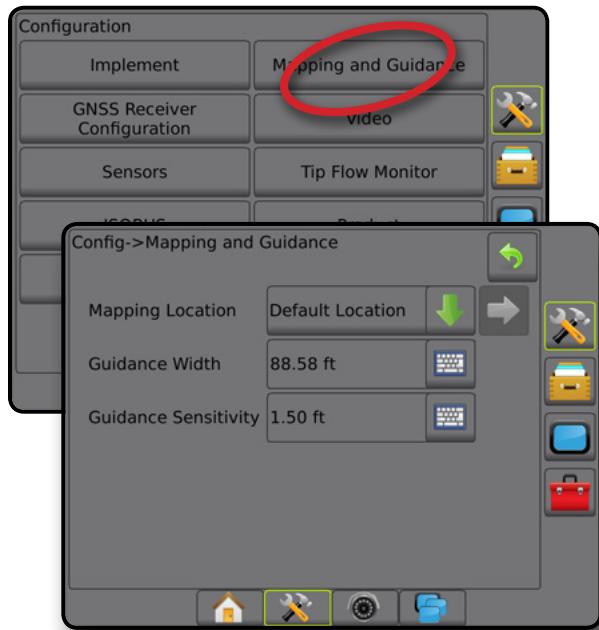 Configuration
Implement
Mapping and Guidance
GNSS Receiver
Configuration
Video
Sensors
Tip Flow Monitor
Config->Mapping and Guidance
Mapping Location
Default Location
Guidance Width
88.58 ft
Guidance Sensitivity
1.50 ft